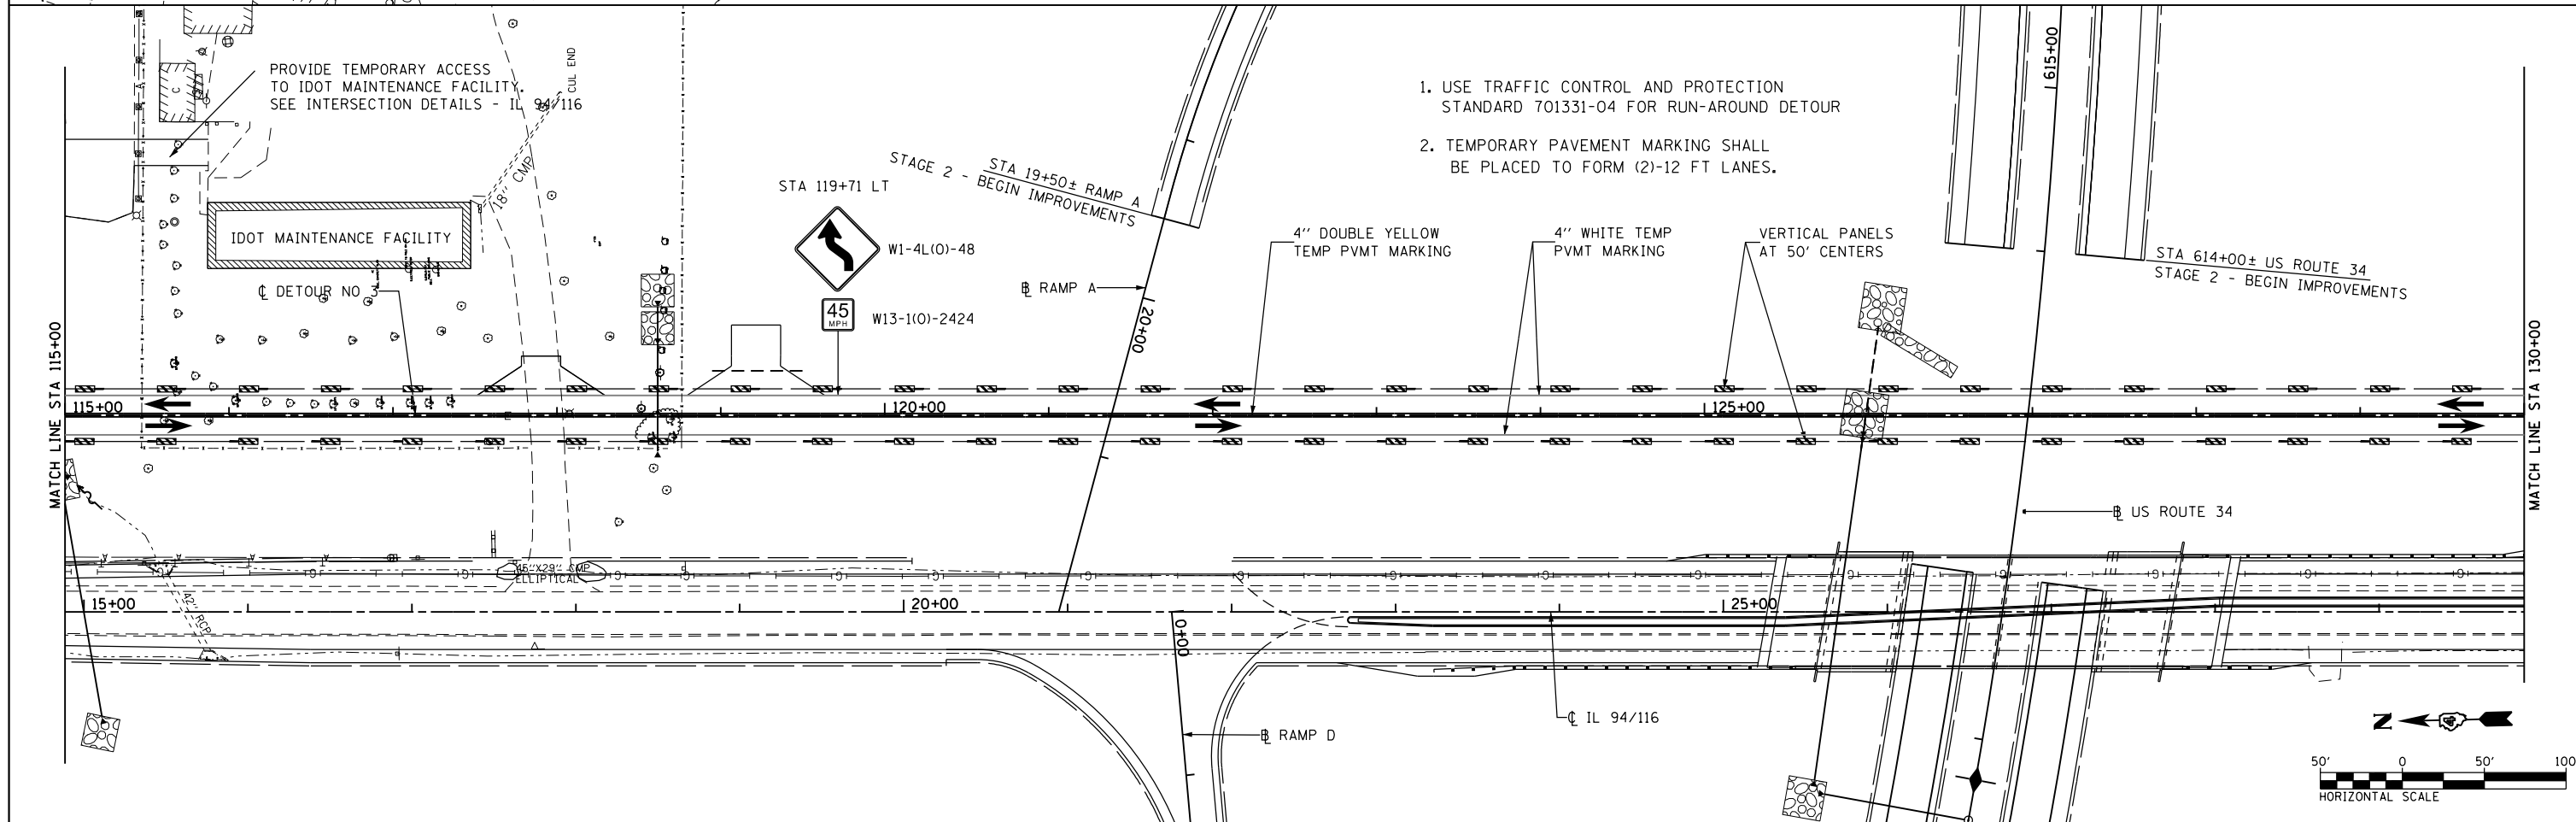 PROVIDE TEMPORARY ACCESS
TO IDOT MAINTENANCE FACILITY.
SEE INTERSECTION DETAILS - IL 94/116
CUL END
18'' CMP
IDOT MAINTENANCE FACILITY
C
℄ DETOUR NO 3
MATCH LINE STA 115+00
STA 119+71 LT
W1-4L(O)-48
45
MPH
W13-1(O)-2424
STAGE 2 - STA 19+50± RAMP A
BEGIN IMPROVEMENTS
BL RAMP A
120+00
1. USE TRAFFIC CONTROL AND PROTECTION
STANDARD 701331-04 FOR RUN-AROUND DETOUR
2. TEMPORARY PAVEMENT MARKING SHALL
BE PLACED TO FORM (2)-12 FT LANES.
4'' DOUBLE YELLOW
TEMP PVMT MARKING
4'' WHITE TEMP
PVMT MARKING
VERTICAL PANELS
AT 50' CENTERS
615+00
STA 614+00± US ROUTE 34
STAGE 2 - BEGIN IMPROVEMENTS
MATCH LINE STA 130+00
115+00
20+00
125+00
BL US ROUTE 34
45''X29'' CMP
ELLIPTICAL
42'' RCP
15+00
20+00
25+00
0+00
℄ IL 94/116
BL RAMP D
N
50' 0 50' 100
HORIZONTAL SCALE